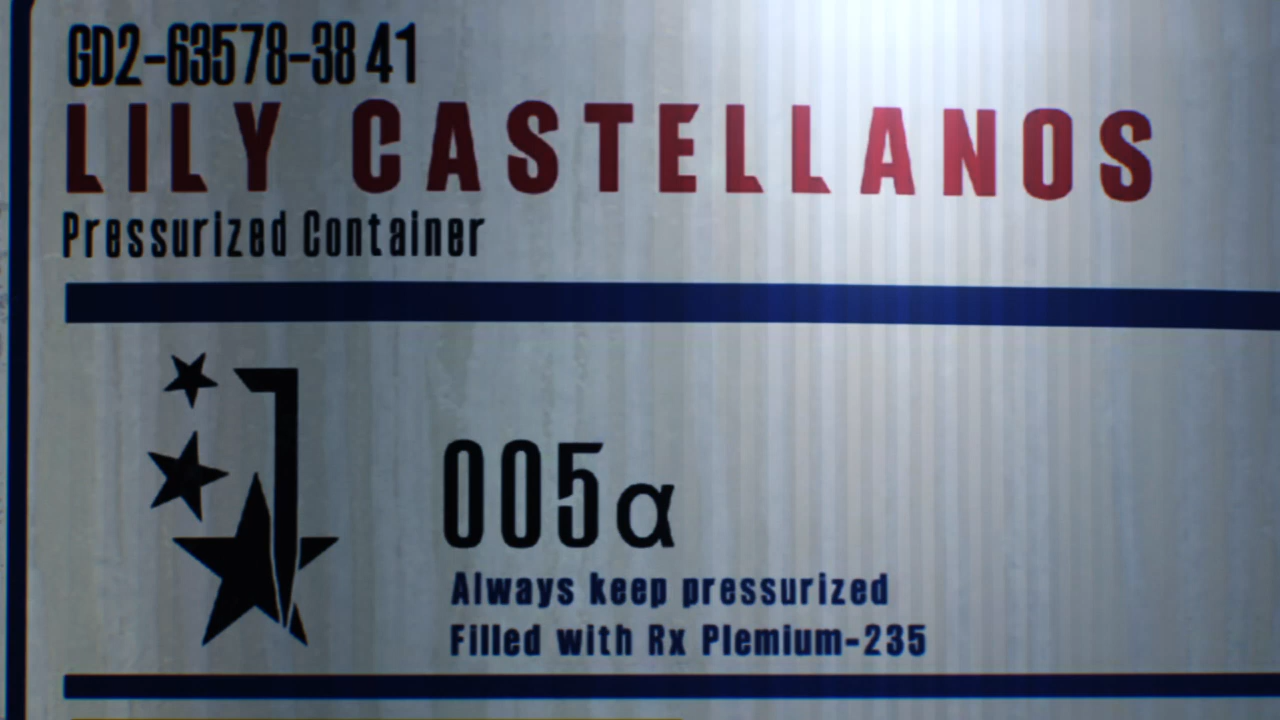 GD2-63578-38 41
LILY CASTELLANOS
Pressurized Container
005α
Always keep pressurized
Filled with Rx Plemium-235